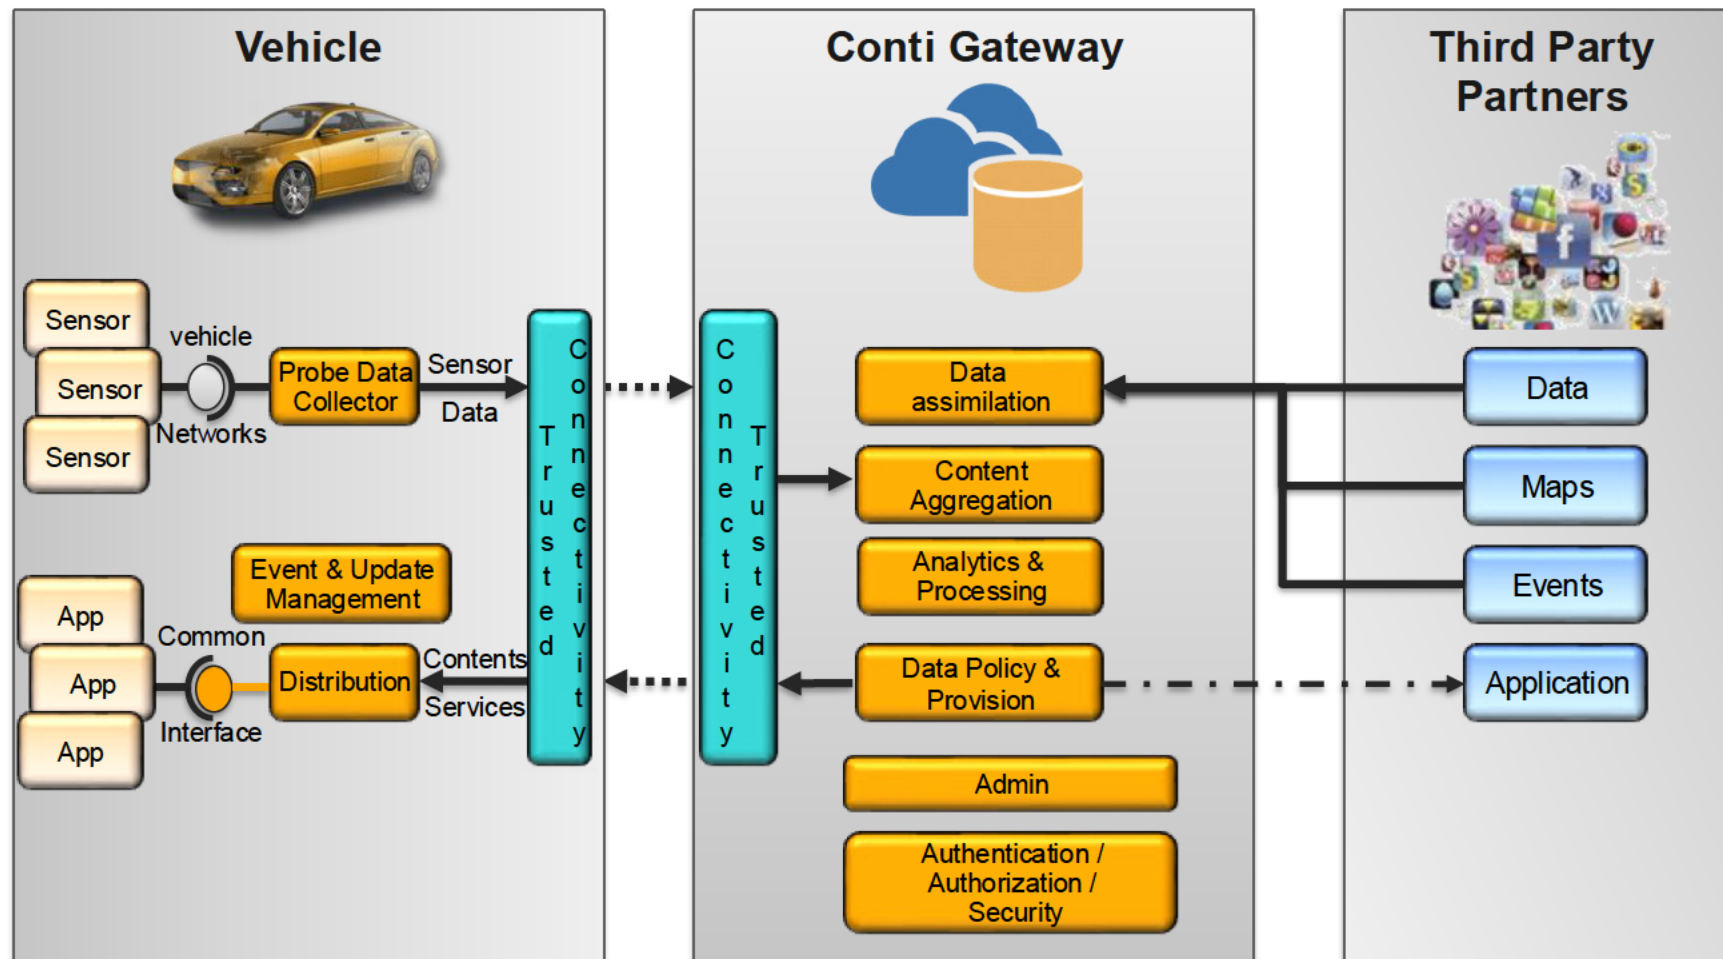 Vehicle
Sensor
Sensor
Sensor
vehicle
Networks
Probe Data
Collector
Sensor
Data
Event & Update
Management
App
App
App
Common
Interface
Distribution
Contents
Services
Trusted
Connectivity
Conti Gateway
Connectivity
Trusted
Data
assimilation
Content
Aggregation
Analytics &
Processing
Data Policy &
Provision
Admin
Authentication /
Authorization /
Security
Third Party
Partners
f
W
Data
Maps
Events
Application